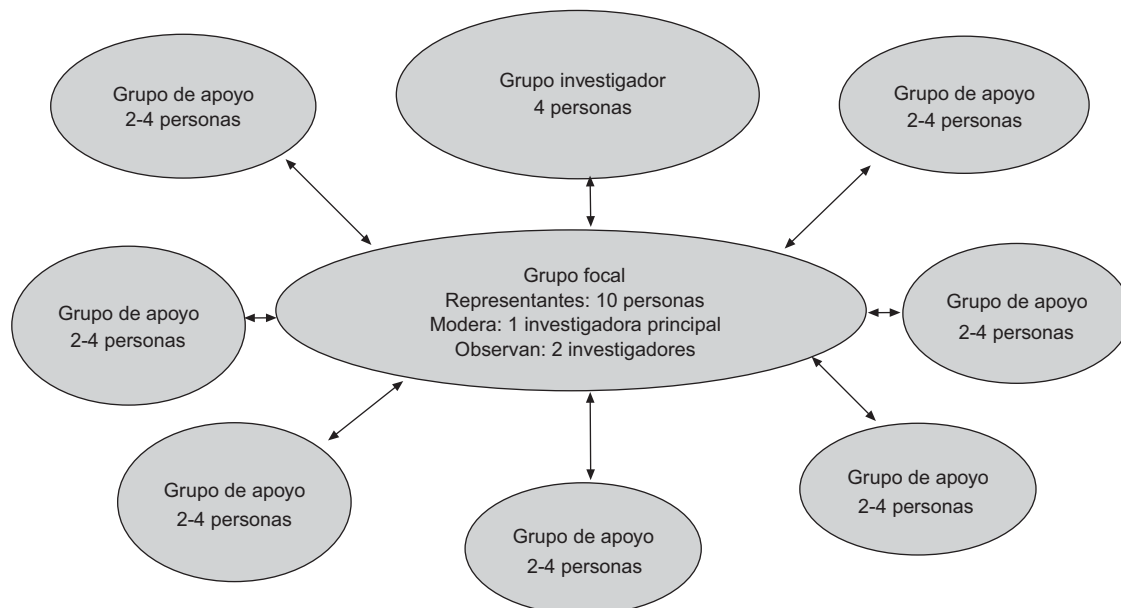 Grupo de apoyo
2-4 personas
Grupo investigador
4 personas
Grupo de apoyo
2-4 personas
Grupo de apoyo
2-4 personas
Grupo focal
Representantes: 10 personas
Modera: 1 investigadora principal
Observan: 2 investigadores
Grupo de apoyo
2-4 personas
Grupo de apoyo
2-4 personas
Grupo de apoyo
2-4 personas
Grupo de apoyo
2-4 personas